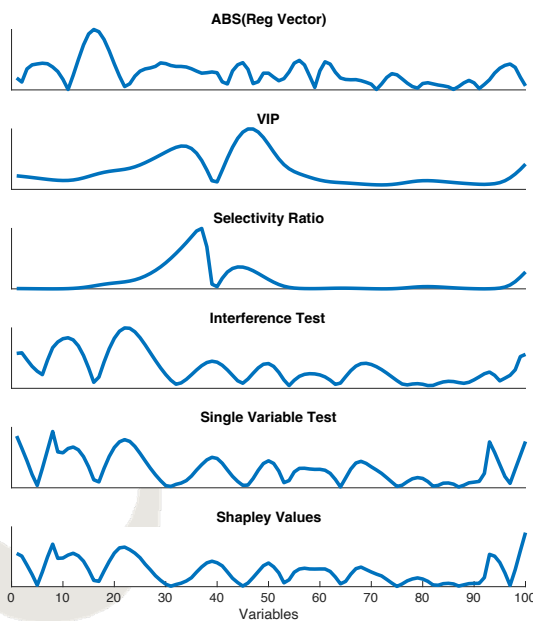 ABS(Reg Vector)
VIP
Selectivity Ratio
Interference Test
Single Variable Test
Shapley Values
0 10 20 30 40 50 60 70 80 90 100
Variables